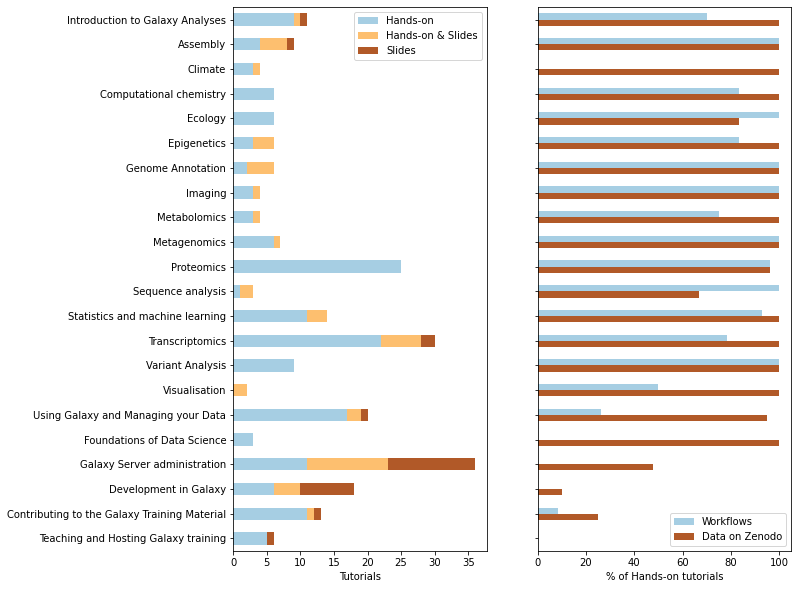 Introduction to Galaxy Analyses
Assembly
Climate
Computational chemistry
Ecology
Epigenetics
Genome Annotation
Imaging
Metabolomics
Metagenomics
Proteomics
Sequence analysis
Statistics and machine learning
Transcriptomics
Variant Analysis
Visualisation
Using Galaxy and Managing your Data
Foundations of Data Science
Galaxy Server administration
Development in Galaxy
Contributing to the Galaxy Training Material
Teaching and Hosting Galaxy training
Hands-on
Hands-on & Slides
Slides
0 5 10 15 20 25 30 35
Tutorials
Workflows
Data on Zenodo
0 20 40 60 80 100
% of Hands-on tutorials